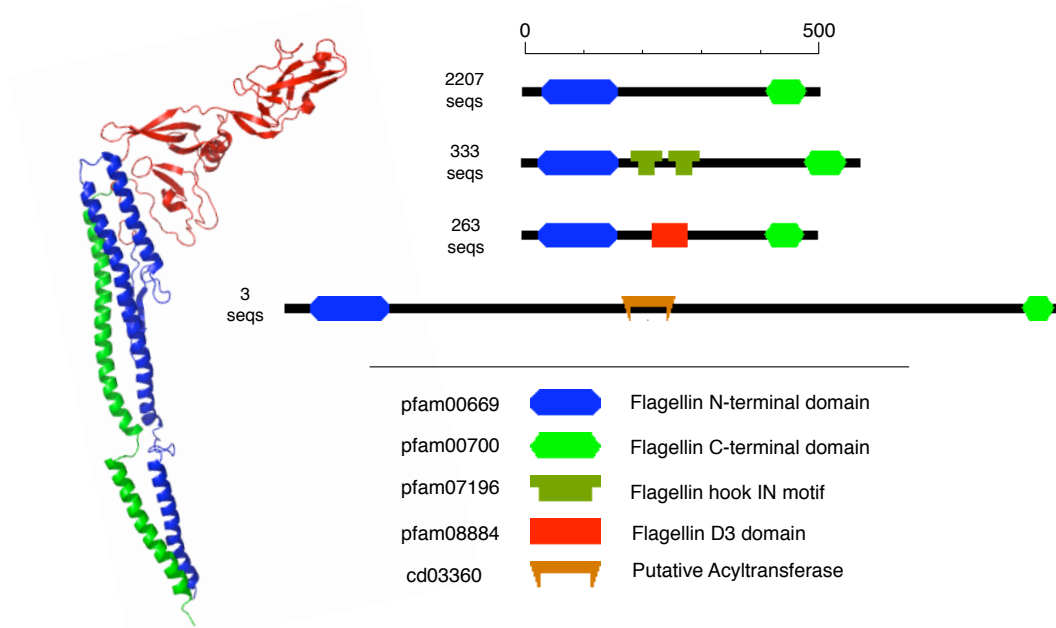 0 500
2207
seqs
333
seqs
263
seqs
3
seqs
pfam00669 Flagellin N-terminal domain
pfam00700 Flagellin C-terminal domain
pfam07196 Flagellin hook IN motif
pfam08884 Flagellin D3 domain
cd03360 Putative Acyltransferase